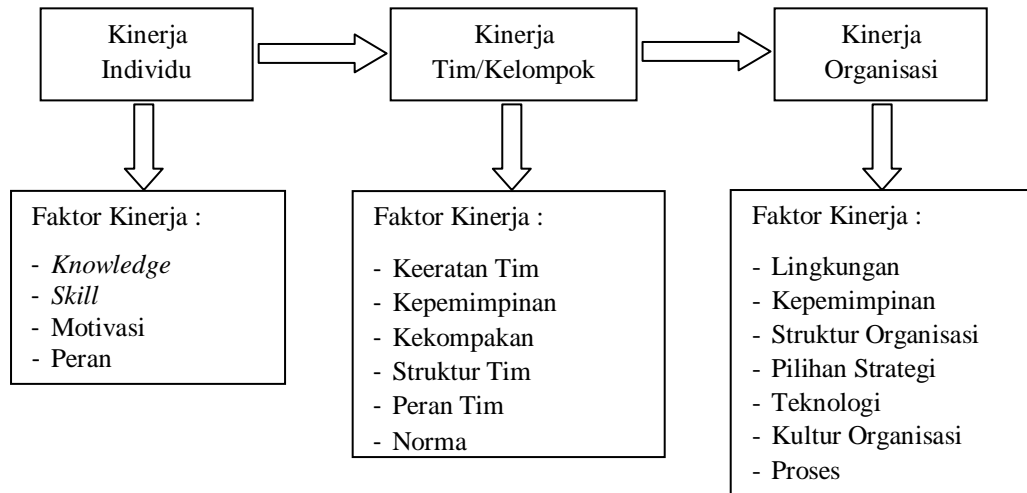 Kinerja
Individu
Kinerja
Tim/Kelompok
Kinerja
Organisasi
Faktor Kinerja :
- Knowledge
- Skill
- Motivasi
- Peran
Faktor Kinerja :
- Keeratan Tim
- Kepemimpinan
- Kekompakan
- Struktur Tim
- Peran Tim
- Norma
Faktor Kinerja :
- Lingkungan
- Kepemimpinan
- Struktur Organisasi
- Pilihan Strategi
- Teknologi
- Kultur Organisasi
- Proses